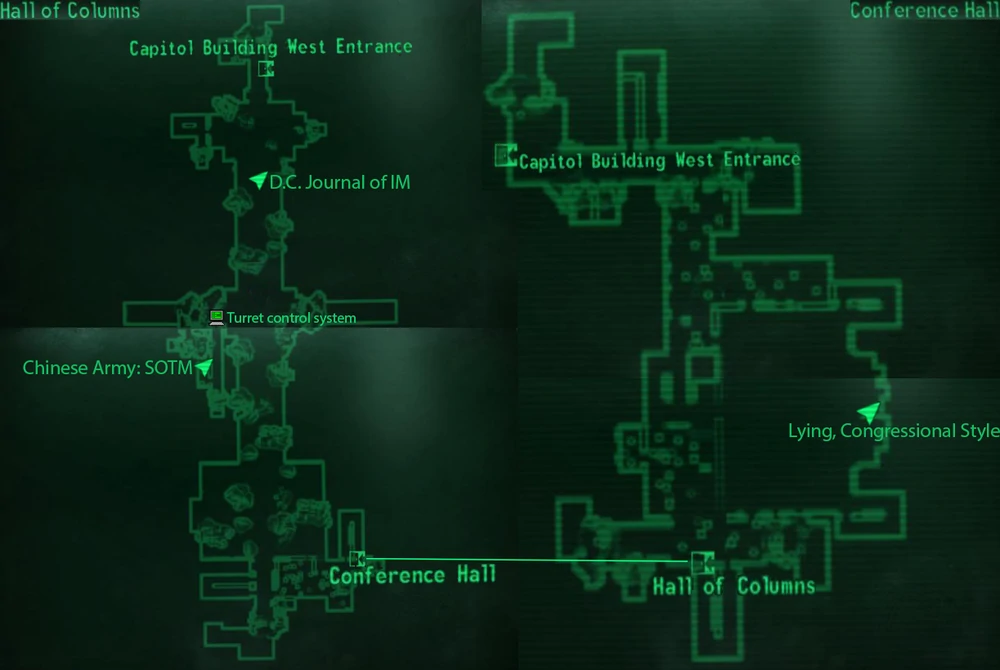 Hall of Columns
Conference Hall
Capitol Building West Entrance
Capitol Building West Entrance
D.C. Journal of IM
Turret control system
Chinese Army: SOTM
Lying, Congressional Style
Conference Hall
Hall of Columns